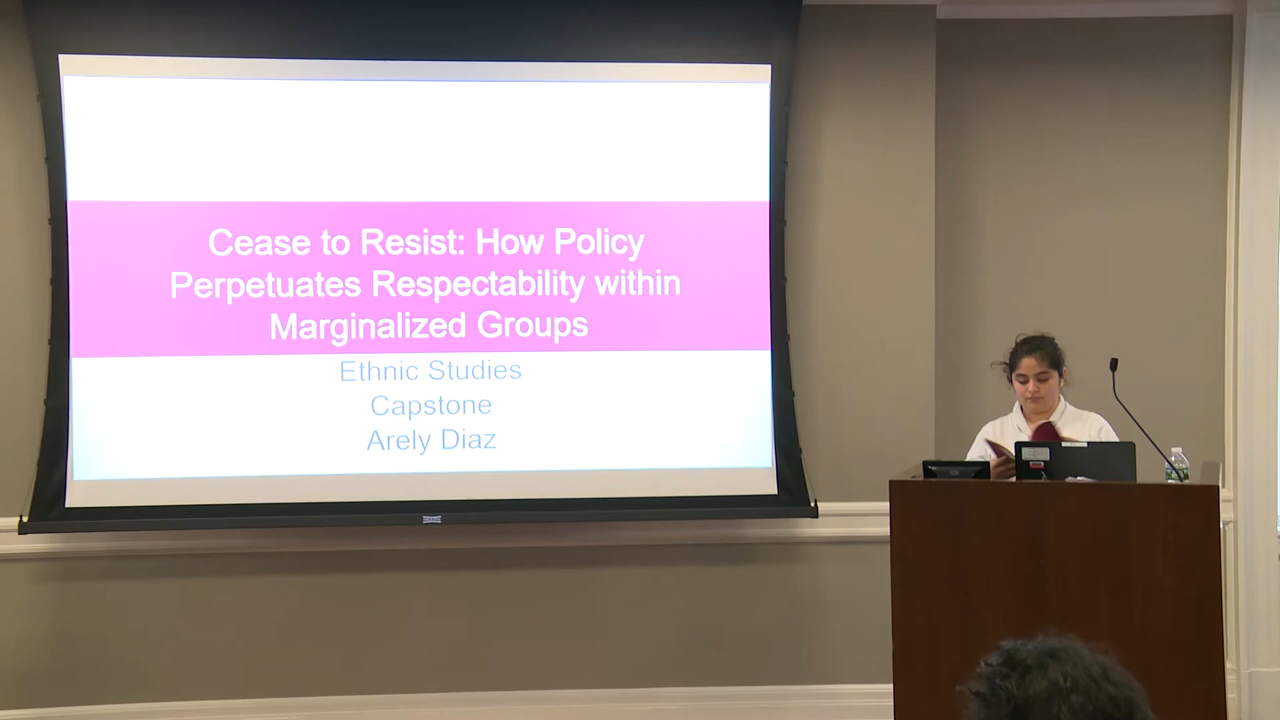 Cease to Resist: How Policy
Perpetuates Respectability within
Marginalized Groups
Ethnic Studies
Capstone
Arely Diaz